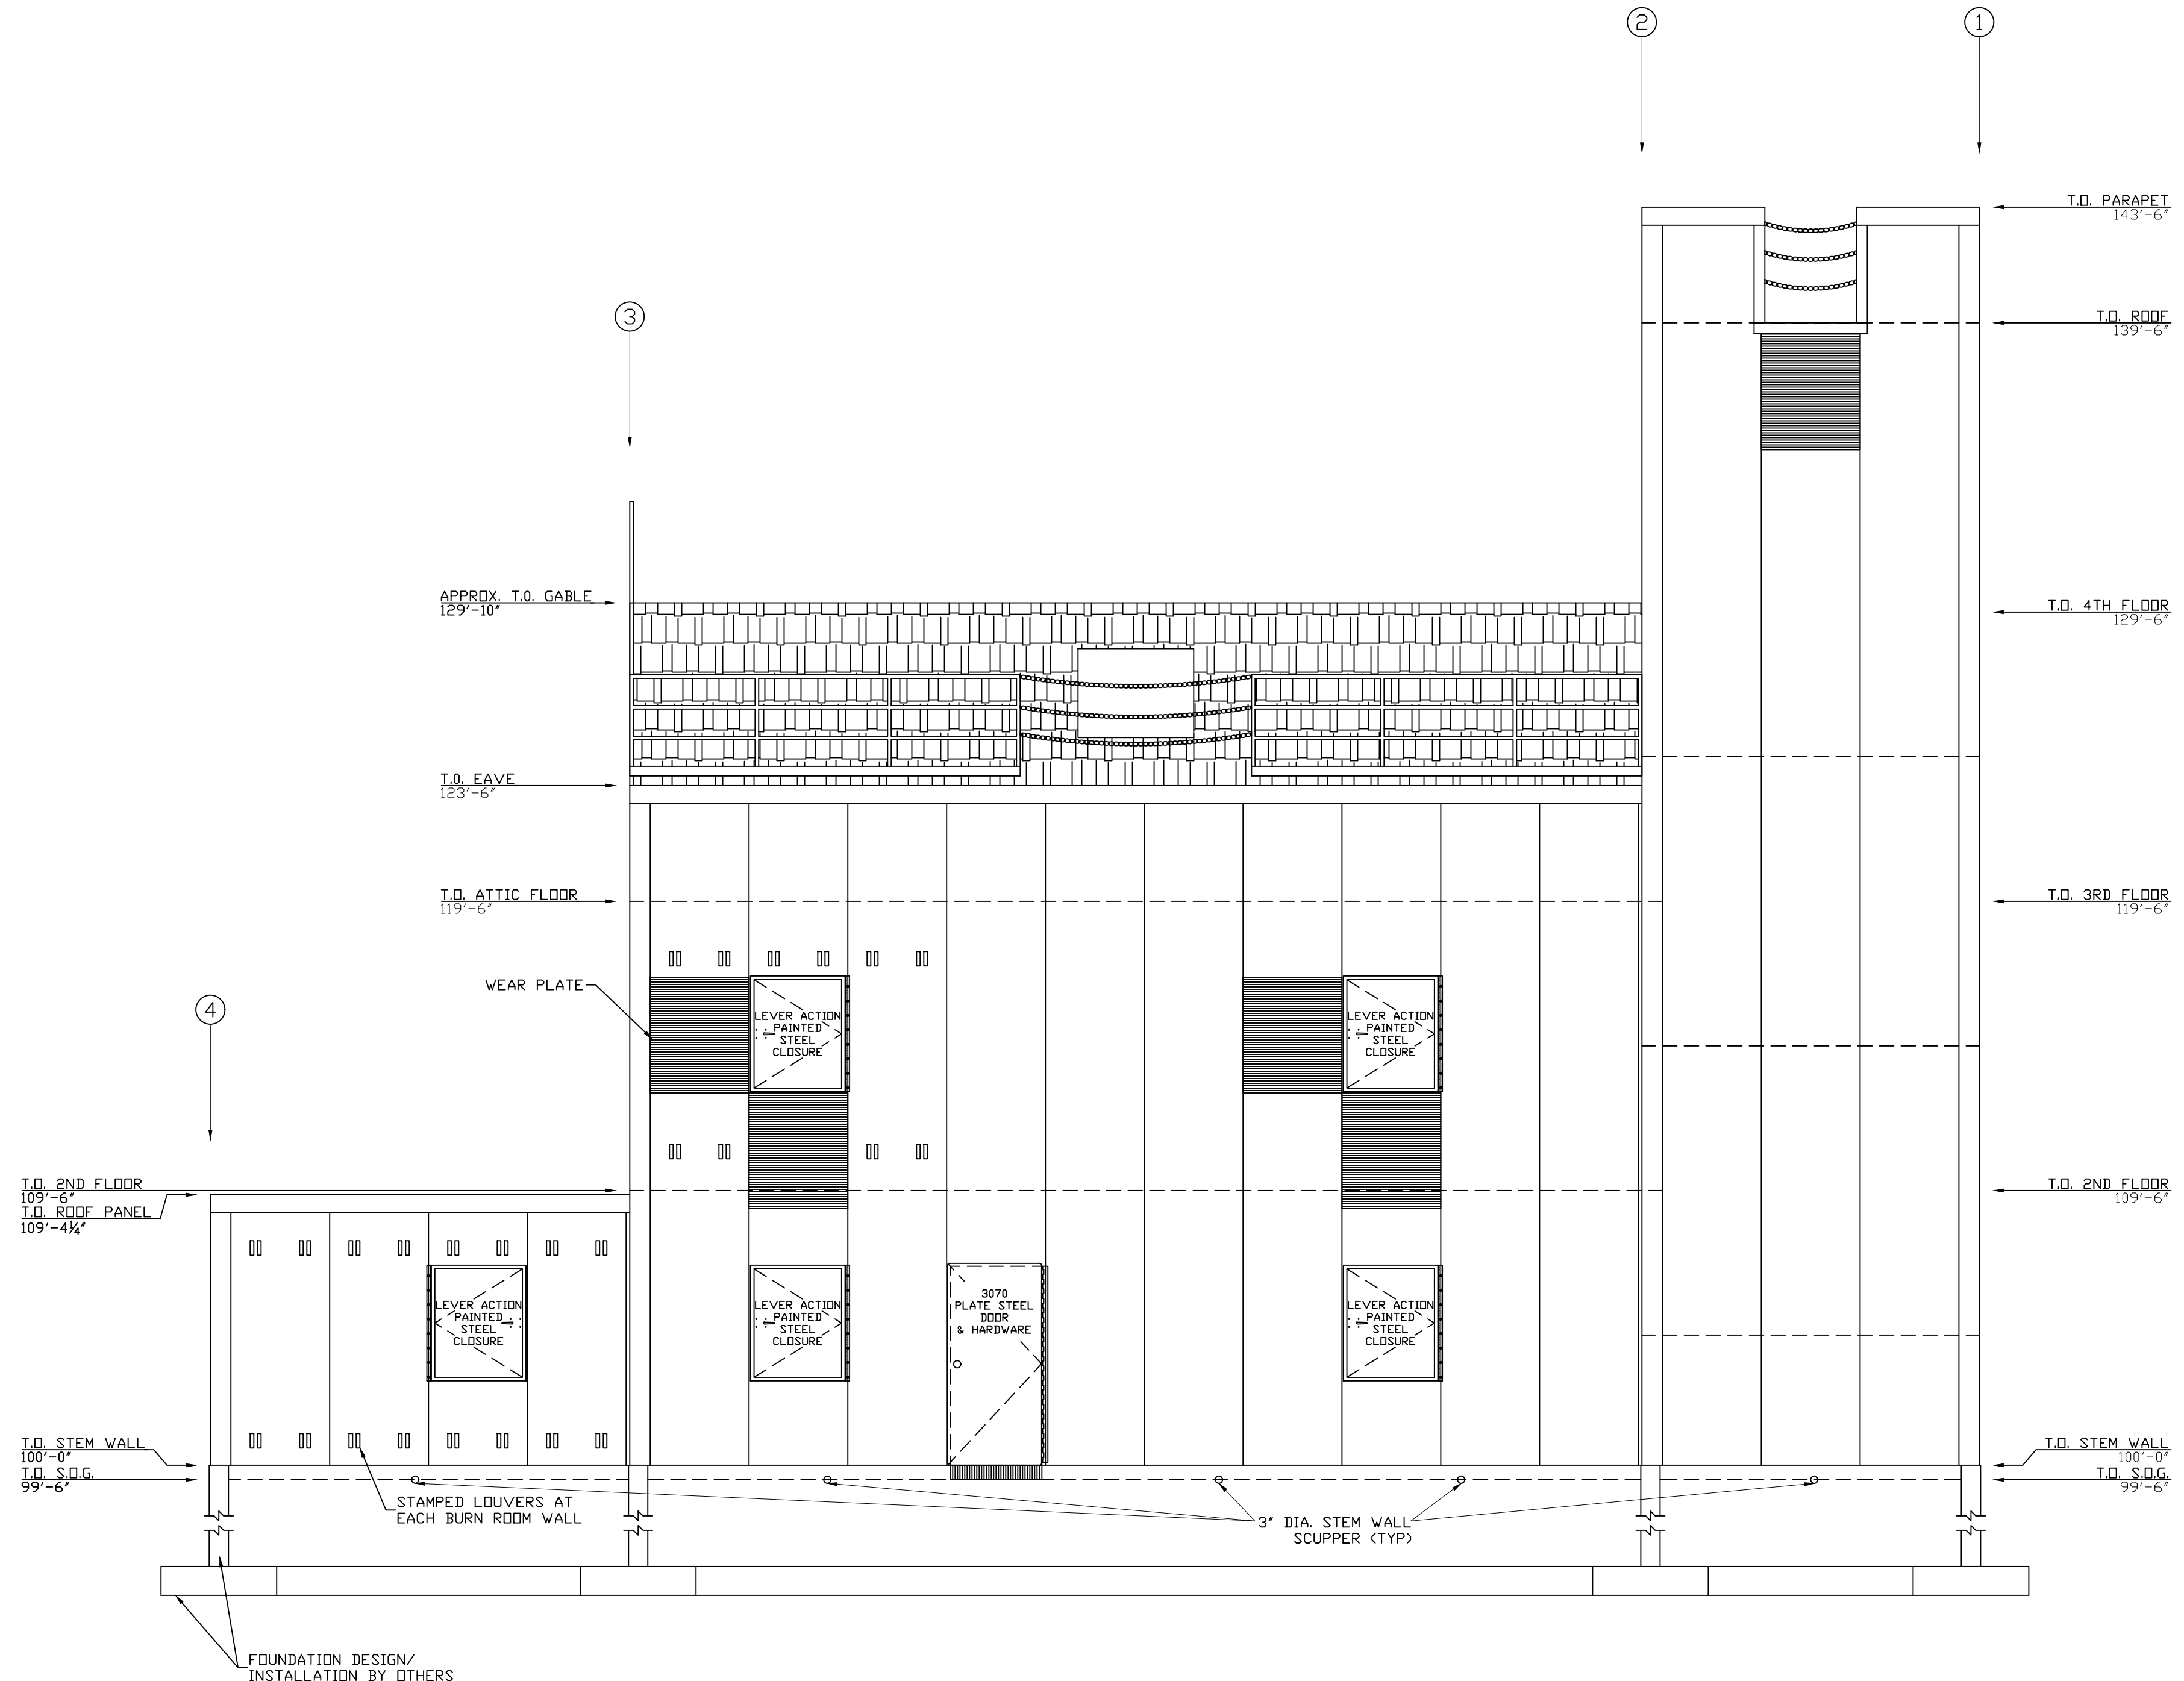 2
1
T.O. PARAPET
143'-6"
3
T.O. ROOF
139'-6"
APPROX. T.O. GABLE
129'-10"
T.O. 4TH FLOOR
129'-6"
T.O. EAVE
123'-6"
T.O. ATTIC FLOOR
119'-6"
T.O. 3RD FLOOR
119'-6"
WEAR PLATE
4
LEVER ACTION
PAINTED
STEEL
CLOSURE
LEVER ACTION
PAINTED
STEEL
CLOSURE
T.O. 2ND FLOOR
109'-6"
T.O. ROOF PANEL
109'-4¼"
T.O. 2ND FLOOR
109'-6"
LEVER ACTION
PAINTED
STEEL
CLOSURE
LEVER ACTION
PAINTED
STEEL
CLOSURE
3070
PLATE STEEL
DOOR
& HARDWARE
LEVER ACTION
PAINTED
STEEL
CLOSURE
T.O. STEM WALL
100'-0"
T.O. S.O.G.
99'-6"
T.O. STEM WALL
100'-0"
T.O. S.O.G.
99'-6"
STAMPED LOUVERS AT
EACH BURN ROOM WALL
3" DIA. STEM WALL
SCUPPER (TYP)
FOUNDATION DESIGN/
INSTALLATION BY OTHERS